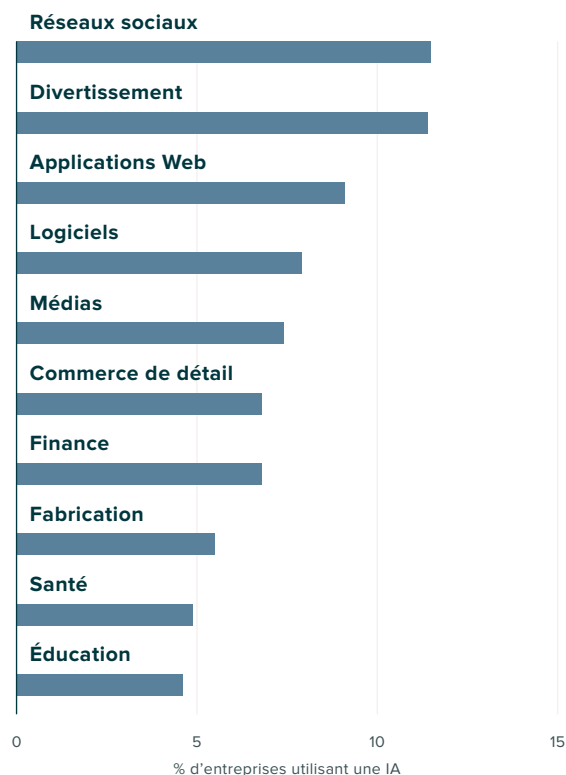 Réseaux sociaux
Divertissement
Applications Web
Logiciels
Médias
Commerce de détail
Finance
Fabrication
Santé
Éducation
0 5 10 15
% d'entreprises utilisant une IA